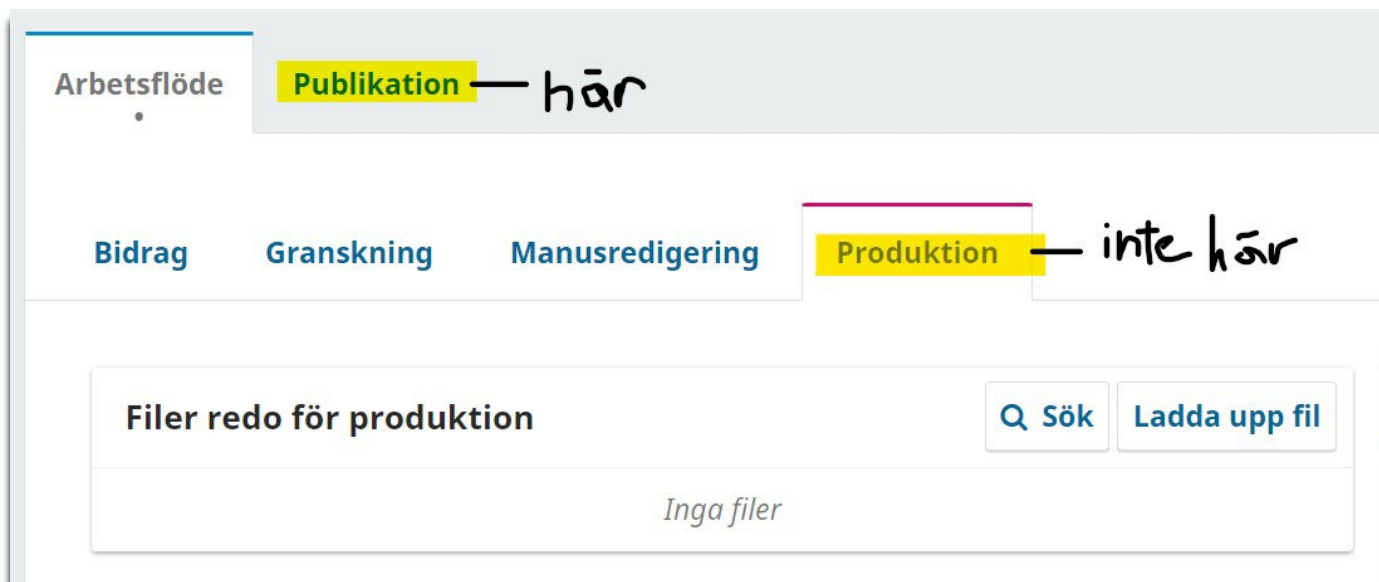 Arbetsflöde Publikation — här
Bidrag Granskning Manusredigering Produktion — inte här
Filer redo för produktion Sök Ladda upp fil
Inga filer